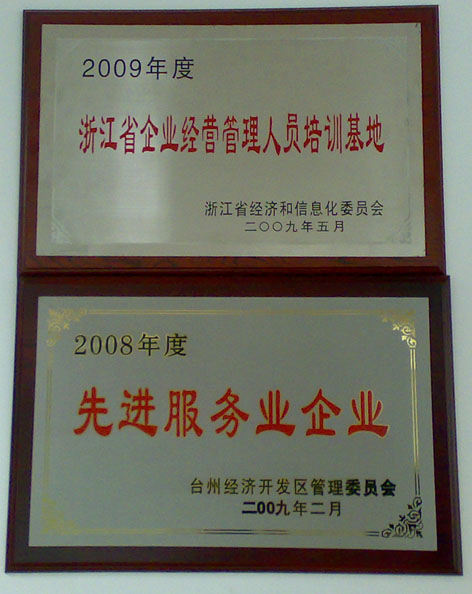 2009年度
浙江省企业经营管理人员培训基地
浙江省经济和信息化委员会
二〇〇九年五月
2008年度
先进服务业企业
台州经济开发区管理委员会
二00九年二月